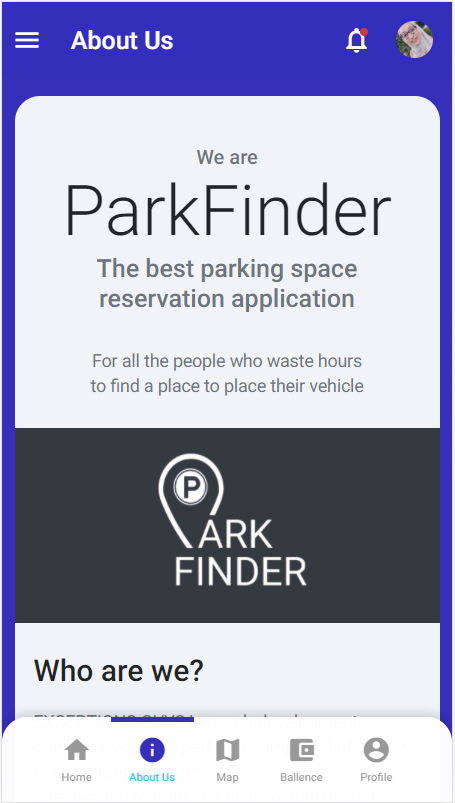 About Us
We are
ParkFinder
The best parking space
reservation application
For all the people who waste hours
to find a place to place their vehicle
P
ARK
FINDER
Who are we?
Home
About Us
Map
Ballence
Profile